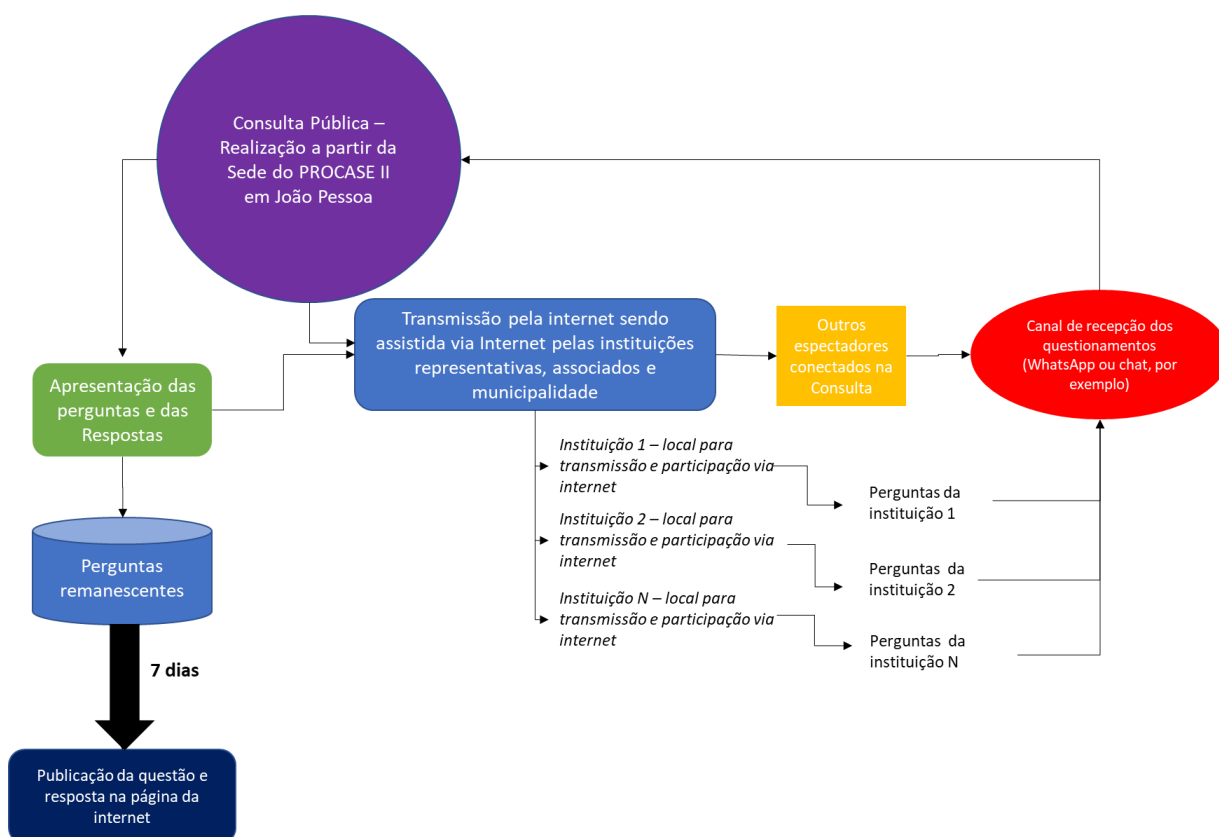 Consulta Pública –
Realização a partir da
Sede do PROCASE II
em João Pessoa
Transmissão pela internet sendo
assistida via Internet pelas instituições
representativas, associados e
municipalidade
Outros
espectadores
conectados na
Consulta
Canal de recepção dos
questionamentos
(WhatsApp ou chat, por
exemplo)
Apresentação das
perguntas e das
Respostas
Instituição 1 – local para
transmissão e participação via
internet
Perguntas da
instituição 1
Instituição 2 – local para
transmissão e participação via
internet
Perguntas  da
instituição 2
Instituição N – local para
transmissão e participação via
internet
Perguntas  da
instituição N
Perguntas
remanescentes
7 dias
Publicação da questão e
resposta na página da
internet